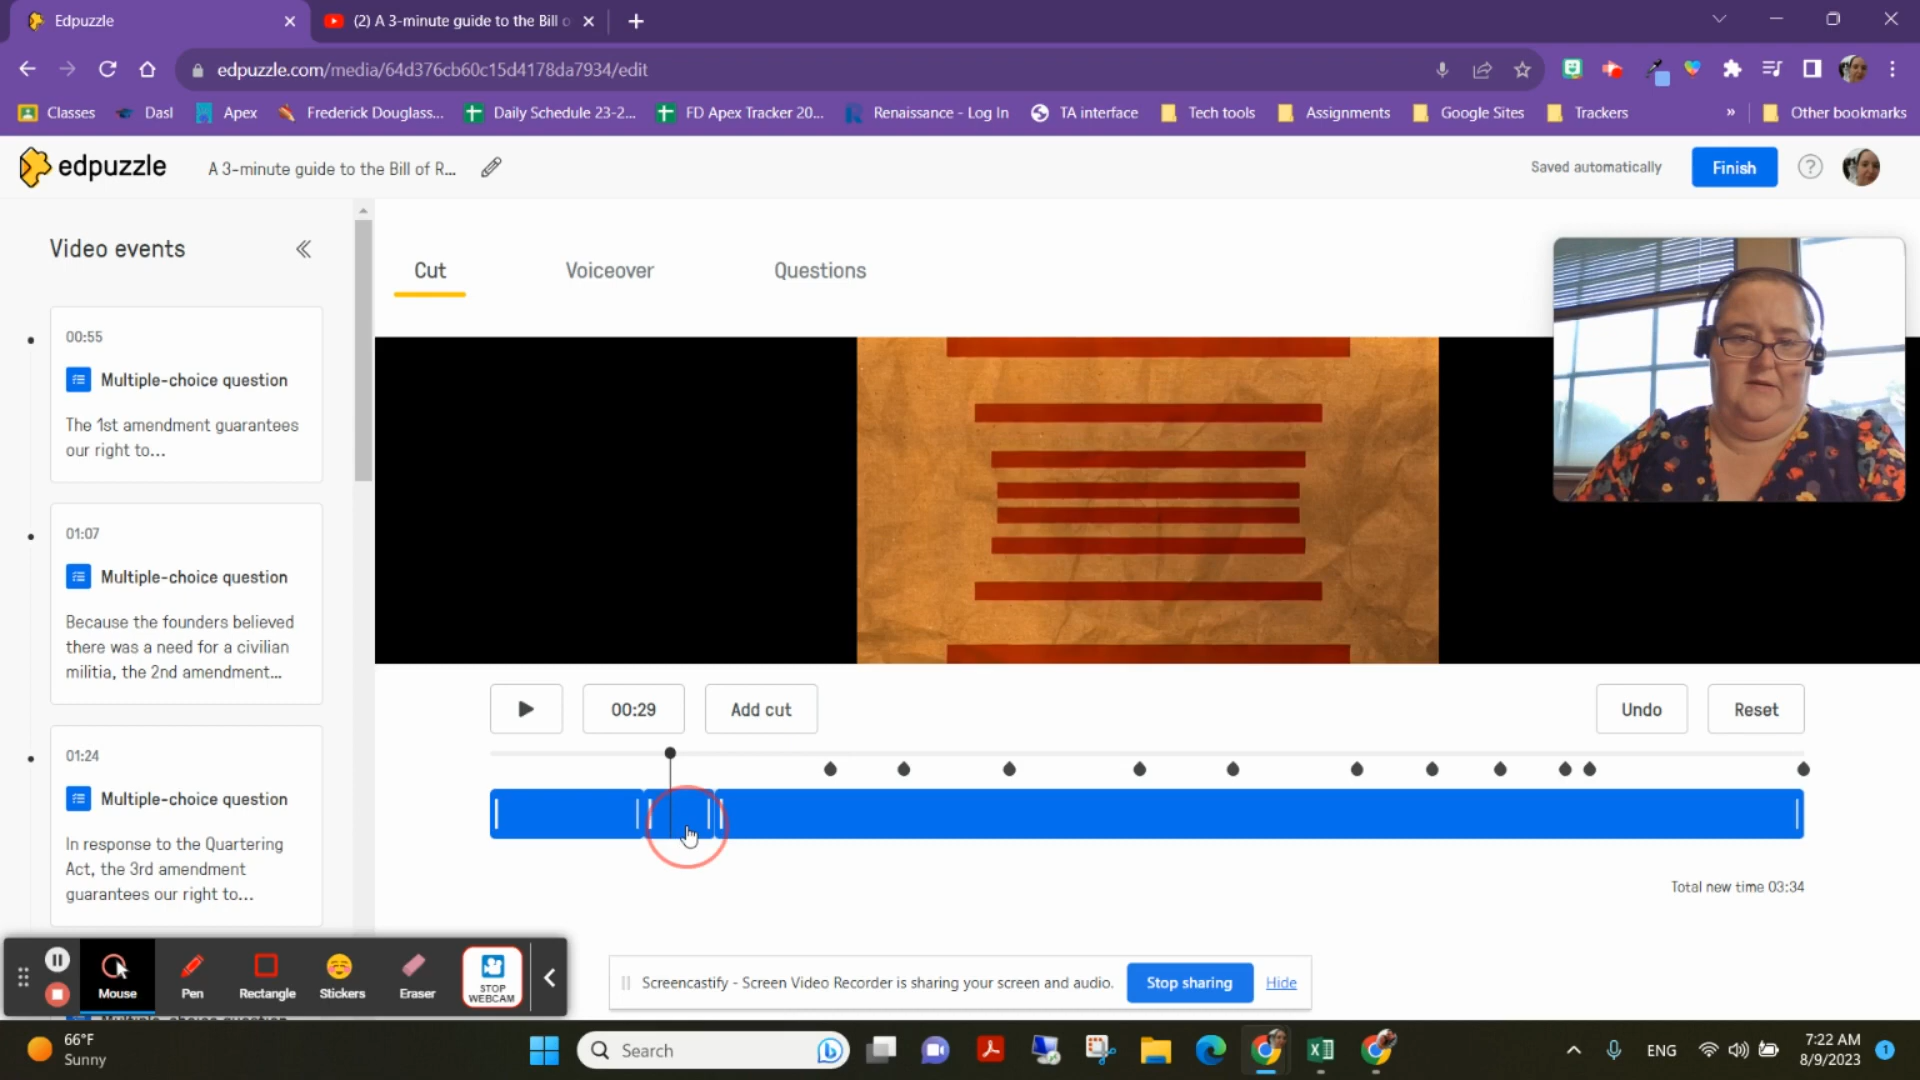 Edpuzzle
(2) A 3-minute guide to the Bill o
edpuzzle.com/media/64d376cb60c15d4178da7934/edit
Classes Dasl Apex Frederick Douglass... Daily Schedule 23-2... FD Apex Tracker 20... Renaissance - Log In TA interface Tech tools Assignments Google Sites Trackers » Other bookmarks
edpuzzle A 3-minute guide to the Bill of R... Saved automatically Finish ?
Video events
Cut Voiceover Questions
00:55
Multiple-choice question
The 1st amendment guarantees
our right to...
01:07
Multiple-choice question
Because the founders believed
there was a need for a civilian
militia, the 2nd amendment...
01:24
Multiple-choice question
In response to the Quartering
Act, the 3rd amendment
guarantees our right to...
00:29 Add cut Undo Reset
Total new time 03:34
Mouse Pen Rectangle Stickers Eraser STOP
WEBCAM
Screencastify - Screen Video Recorder is sharing your screen and audio. Stop sharing Hide
66°F
Sunny
Search
ENG
7:22 AM
8/9/2023
1